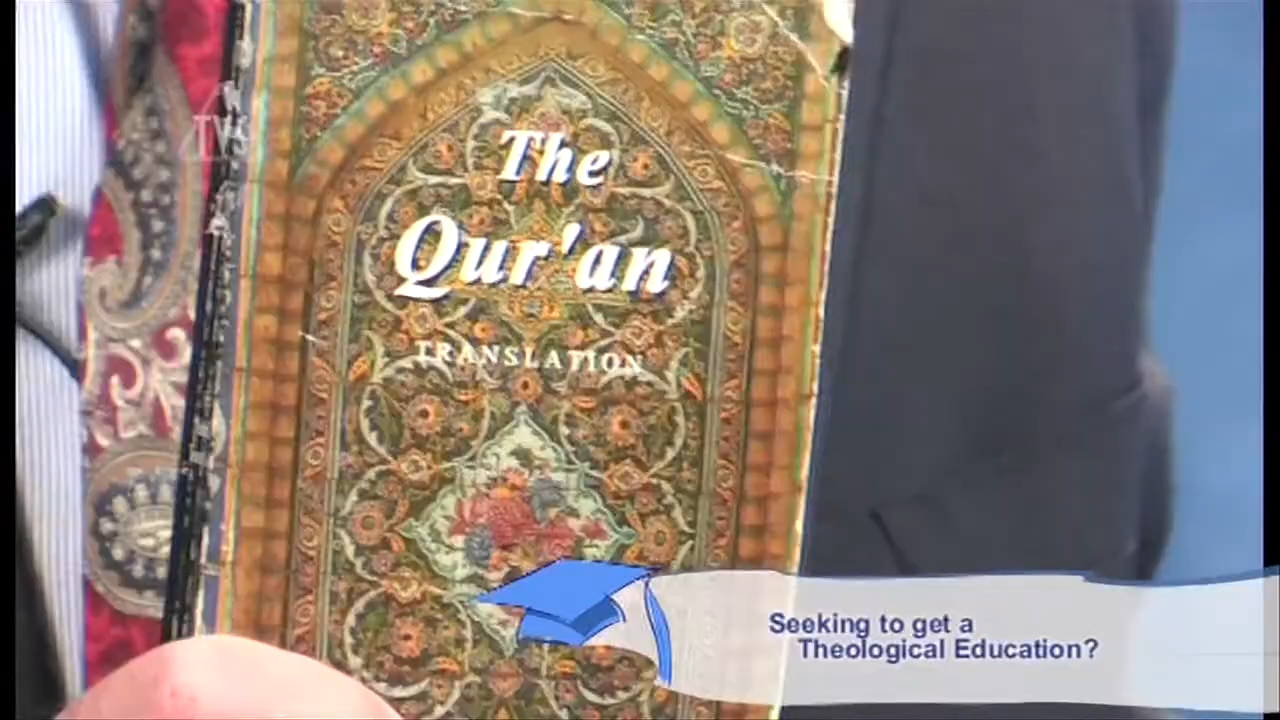 The
Qur'an
TRANSLATION
Seeking to get a
Theological Education?